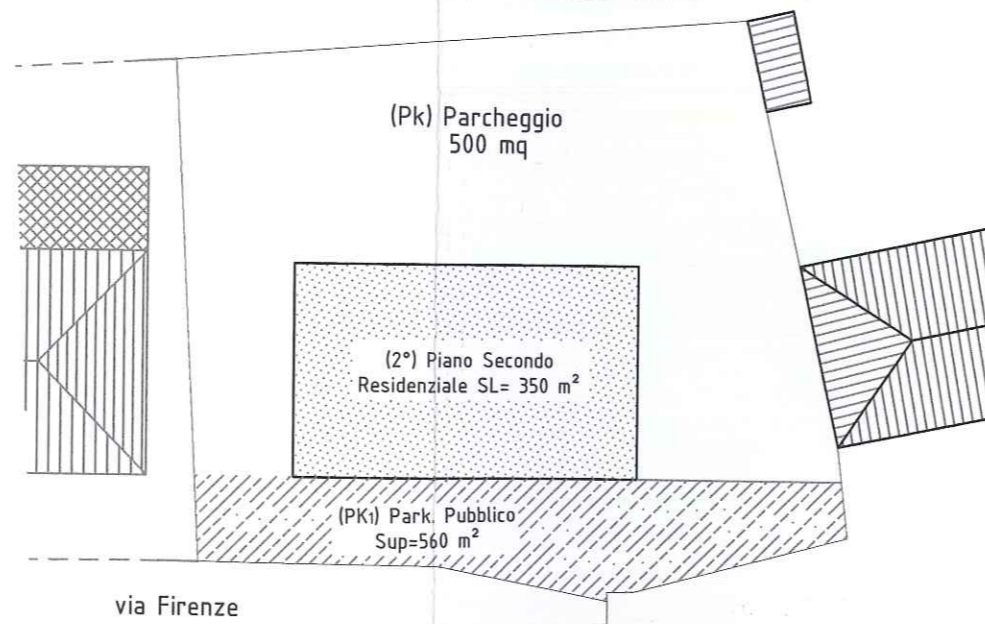 (Pk) Parcheggio
500 mq
(2°) Piano Secondo
Residenziale SL= 350 m²
(PK1) Park. Pubblico
Sup=560 m²
via Firenze